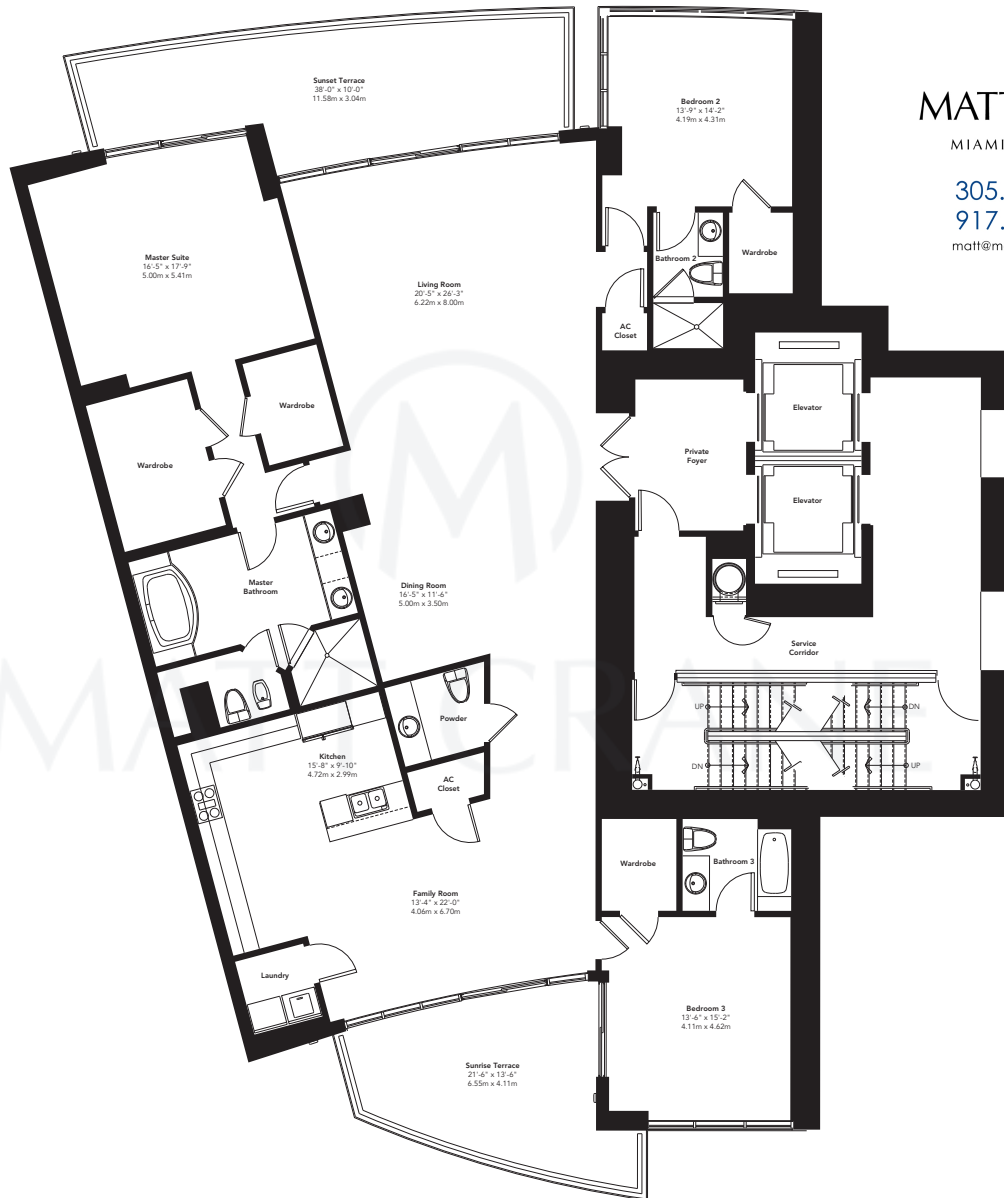 Sunset Terrace
38'-0" x 10'-0"
11.58m x 3.04m
Bedroom 2
13'-9" x 14'-2"
4.19m x 4.31m
MATT
MIAMI
305.
917.
matt@m
Master Suite
16'-5" x 17'-9"
5.00m x 5.41m
Living Room
20'-5" x 26'-3"
6.22m x 8.00m
Bathroom 2
Wardrobe
AC
Closet
Wardrobe
Wardrobe
Elevator
Private
Foyer
Elevator
M
Master
Bathroom
Dining Room
16'-5" x 11'-6"
5.00m x 3.50m
Service
Corridor
MATT CRANE
Powder
UP
DN
Kitchen
15'-8" x 9'-10"
4.72m x 2.99m
AC
Closet
DN
UP
Wardrobe
Bathroom 3
Family Room
13'-4" x 22'-0"
4.06m x 6.70m
Laundry
Bedroom 3
13'-6" x 15'-2"
4.11m x 4.62m
Sunrise Terrace
21'-6" x 13'-6"
6.55m x 4.11m